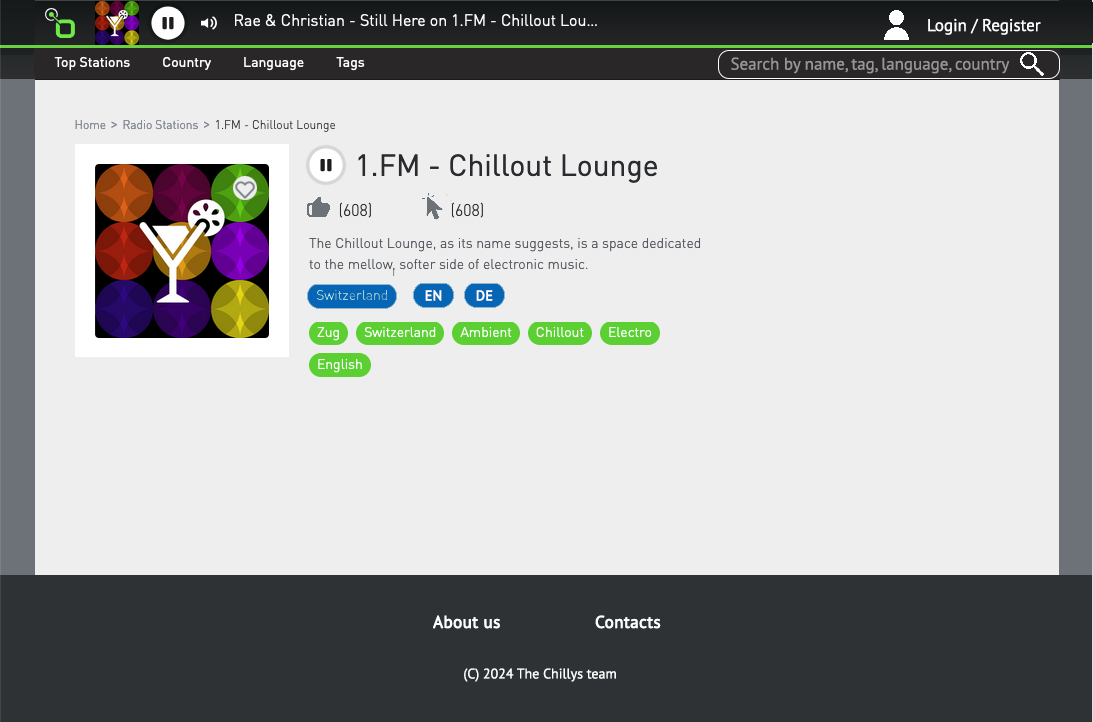 Rae & Christian - Still Here on 1.FM - Chillout Lou...
Login / Register
Top Stations Country Language Tags
Search by name, tag, language, country
Home > Radio Stations > 1.FM - Chillout Lounge
1.FM - Chillout Lounge
(608) (608)
The Chillout Lounge, as its name suggests, is a space dedicated
to the mellow, softer side of electronic music.
Switzerland EN DE
Zug Switzerland Ambient Chillout Electro
English
About us Contacts
(C) 2024 The Chillys team